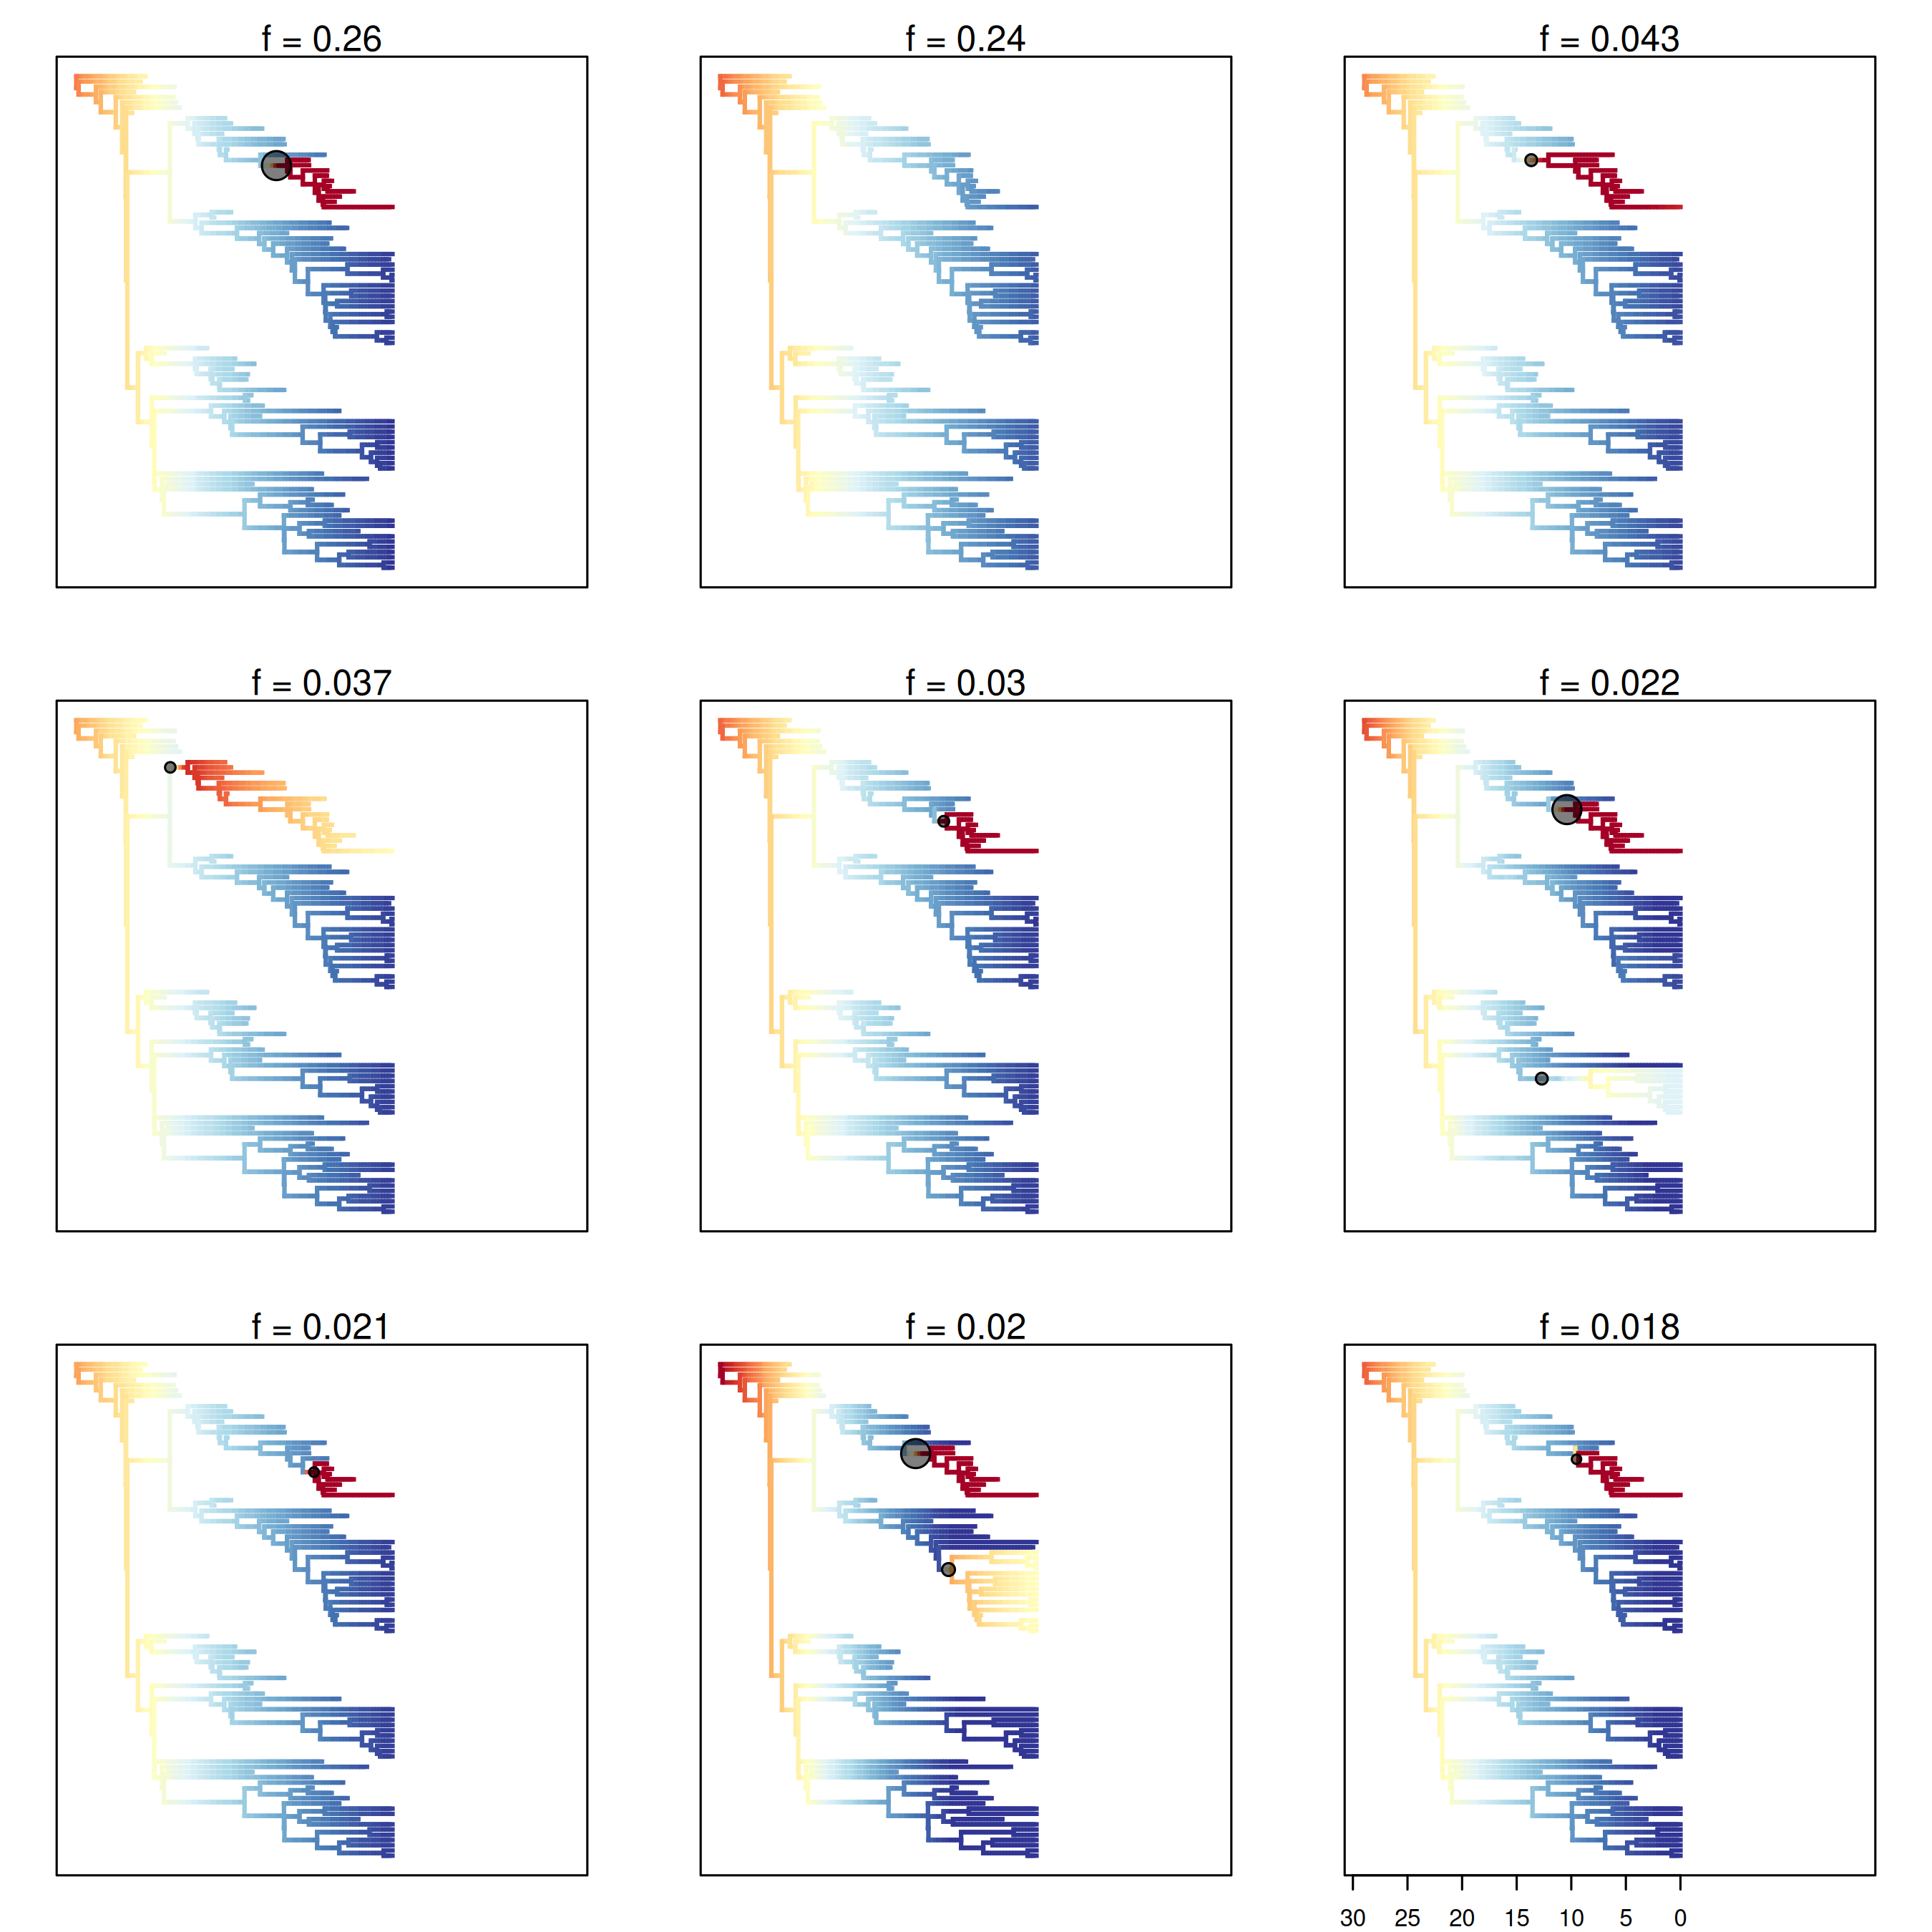 f = 0.26
f = 0.24
f = 0.043
f = 0.037
f = 0.03
f = 0.022
f = 0.021
f = 0.02
f = 0.018
30 25 20 15 10 5 0